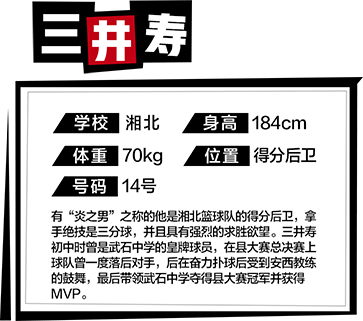 三井寿
学校 湘北 身高 184cm
体重 70kg 位置 得分后卫
号码 14号
有“炎之男”之称的他是湘北篮球队的得分后卫，拿
手绝技是三分球，并且具有强烈的求胜欲望。三井寿
初中时曾是武石中学的皇牌球员，在县大赛总决赛上
球队曾一度落后对手，后在奋力扑球后受到安西教练
的鼓舞，最后带领武石中学夺得县大赛冠军并获得
MVP。